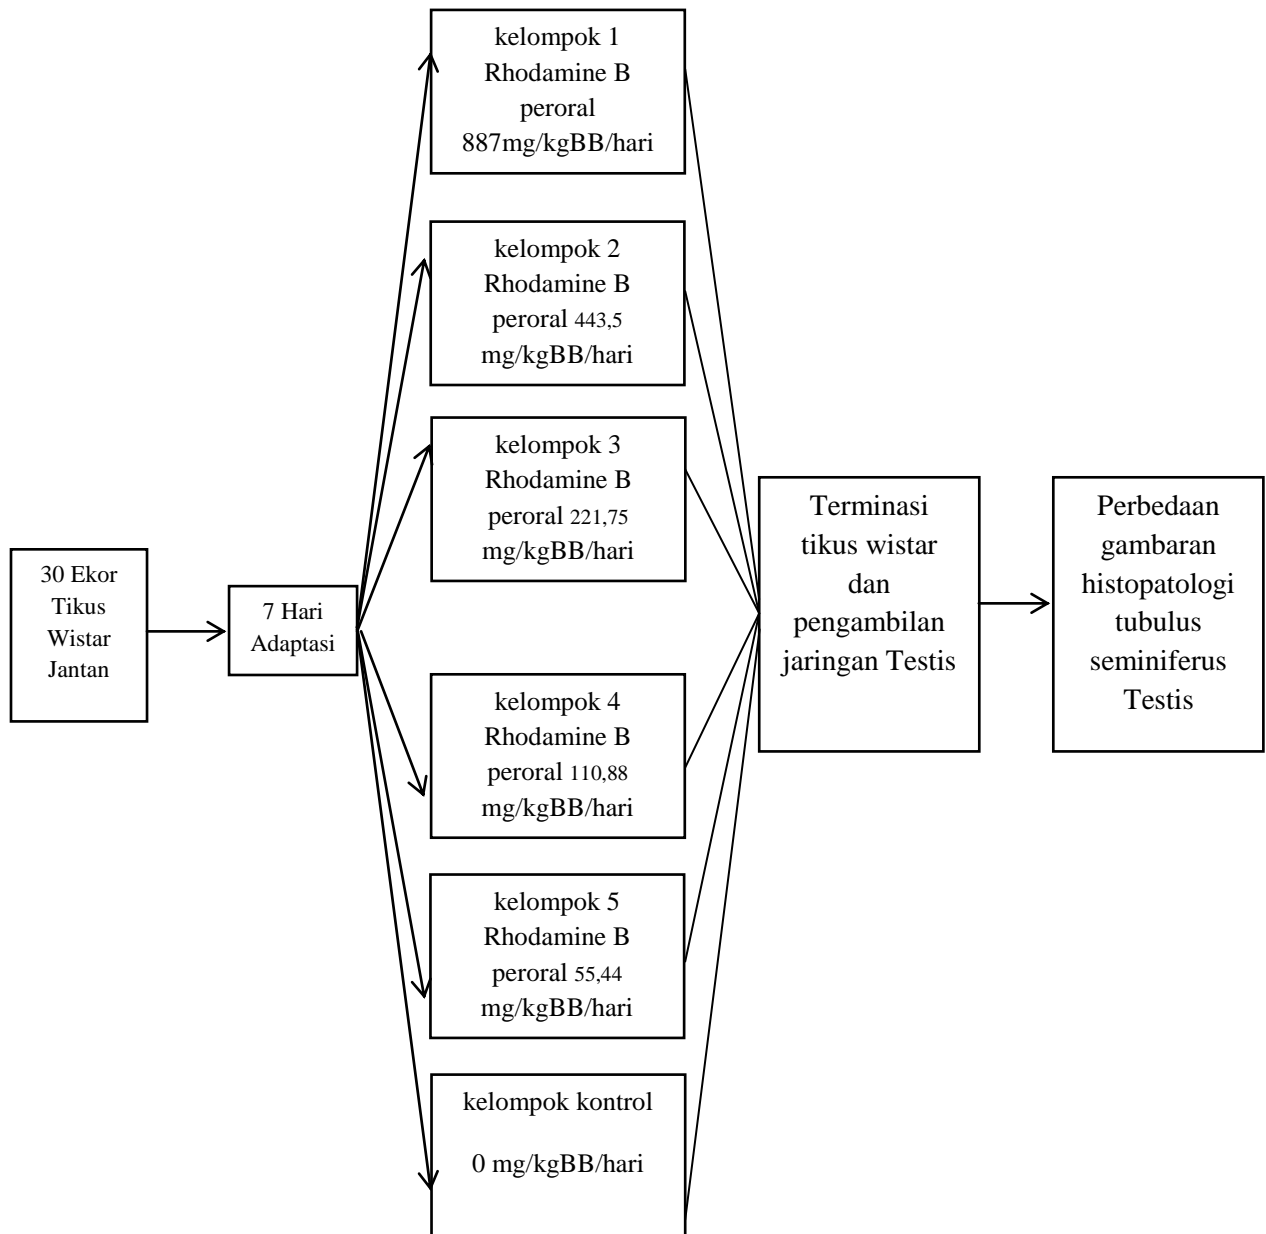 30 Ekor
Tikus
Wistar
Jantan
7 Hari
Adaptasi
kelompok 1
Rhodamine B
peroral
887mg/kgBB/hari
kelompok 2
Rhodamine B
peroral 443,5
mg/kgBB/hari
kelompok 3
Rhodamine B
peroral 221,75
mg/kgBB/hari
kelompok 4
Rhodamine B
peroral 110,88
mg/kgBB/hari
kelompok 5
Rhodamine B
peroral 55,44
mg/kgBB/hari
kelompok kontrol
0 mg/kgBB/hari
Terminasi
tikus wistar
dan
pengambilan
jaringan Testis
Perbedaan
gambaran
histopatologi
tubulus
seminiferus
Testis